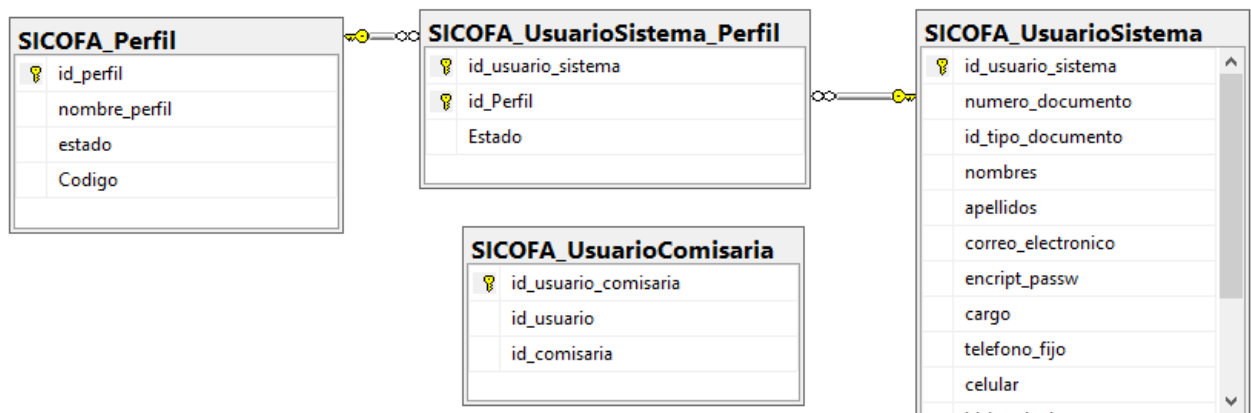 SICOFA_Perfil
id_perfil
nombre_perfil
estado
Codigo
SICOFA_UsuarioSistema_Perfil
id_usuario_sistema
id_Perfil
Estado
SICOFA_UsuarioComisaria
id_usuario_comisaria
id_usuario
id_comisaria
SICOFA_UsuarioSistema
id_usuario_sistema
numero_documento
id_tipo_documento
nombres
apellidos
correo_electronico
encript_passw
cargo
telefono_fijo
celular